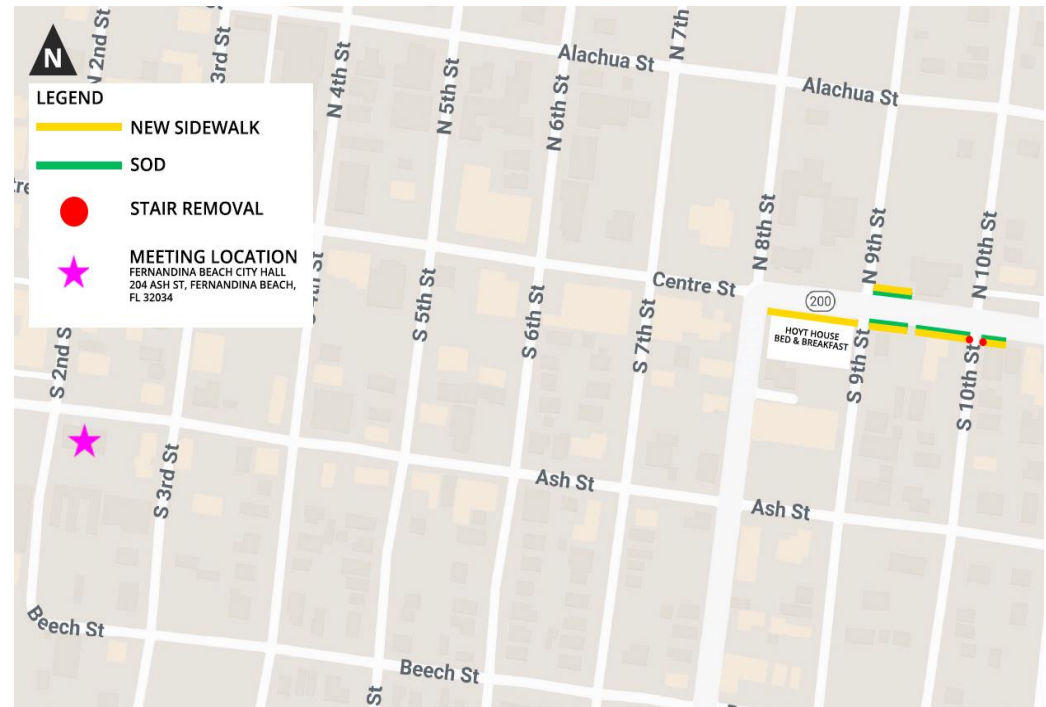 N
LEGEND
NEW SIDEWALK
SOD
STAIR REMOVAL
MEETING LOCATION
FERNANDINA BEACH CITY HALL
204 ASH ST, FERNANDINA BEACH,
FL 32034
N 2nd St
3rd St
N 4th St
N 5th St
N 6th St
N 7th
Alachua St
Alachua St
N 8th St
N 9th St
N 10th St
Centre St
200
HOYT HOUSE
BED & BREAKFAST
S 2nd S
S 3rd St
S 5th St
S 6th St
S 7th St
S 9th St
S 10th St
Ash St
Ash St
Beech St
Beech St
St